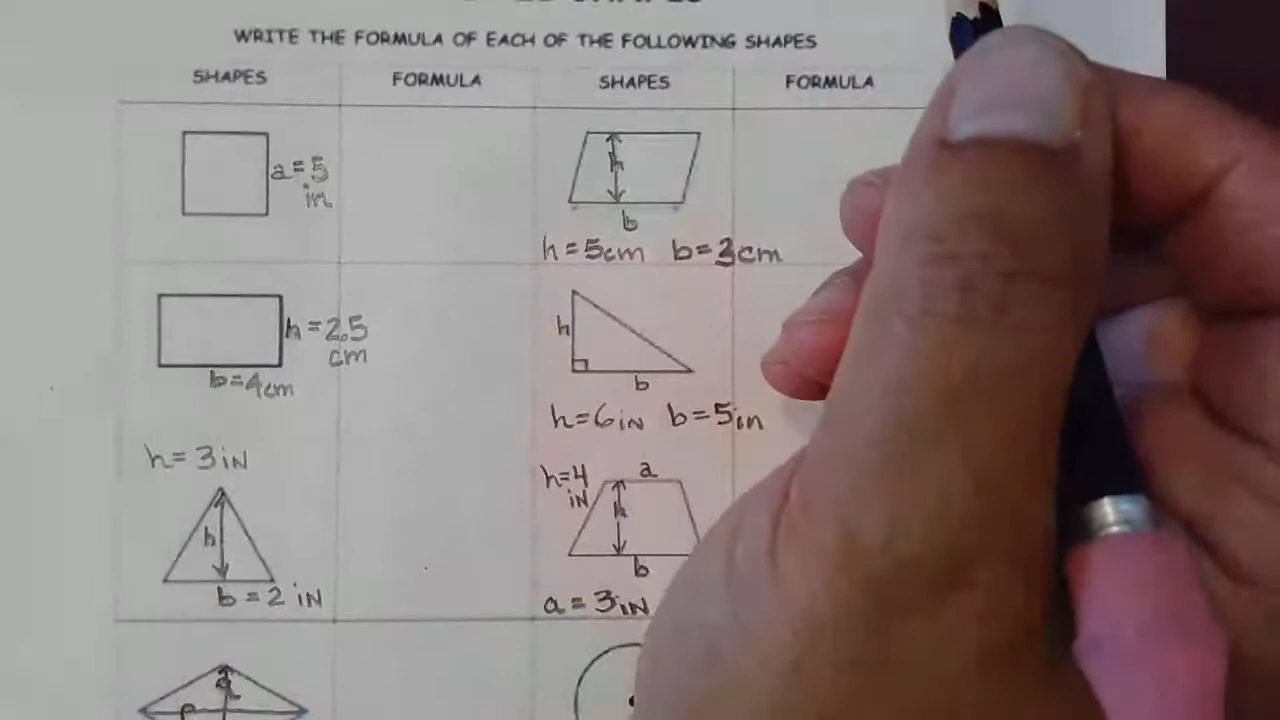 WRITE THE FORMULA OF EACH OF THE FOLLOWING SHAPES
SHAPES FORMULA SHAPES FORMULA
a=5
in.
h
b
h=5cm b=3cm
h=2.5
cm
b=4cm
h
b
h=6in b=5in
h=3in
h
b=2 in
h=4
in
a
h
b
a=3in